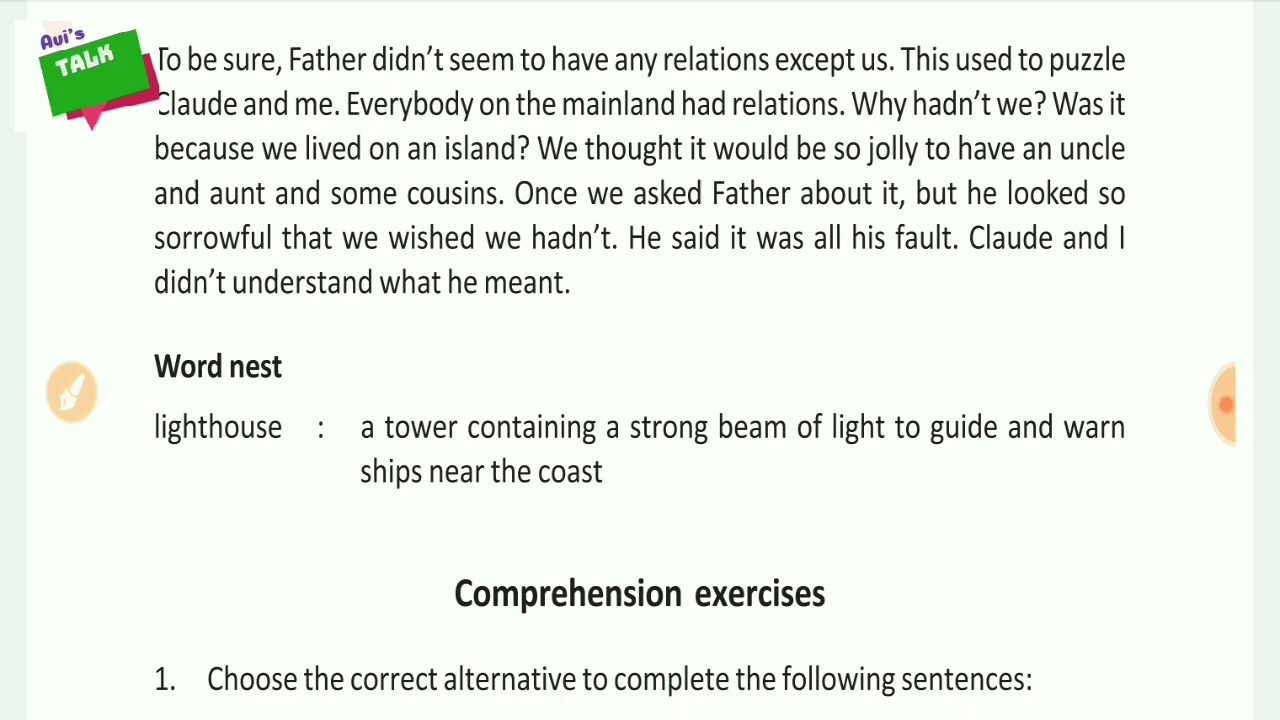 Avi's
TALK
To be sure, Father didn't seem to have any relations except us. This used to puzzle
Claude and me. Everybody on the mainland had relations. Why hadn't we? Was it
because we lived on an island? We thought it would be so jolly to have an uncle
and aunt and some cousins. Once we asked Father about it, but he looked so
sorrowful that we wished we hadn't. He said it was all his fault. Claude and I
didn't understand what he meant.
Word nest
lighthouse : a tower containing a strong beam of light to guide and warn
ships near the coast
Comprehension exercises
1. Choose the correct alternative to complete the following sentences: